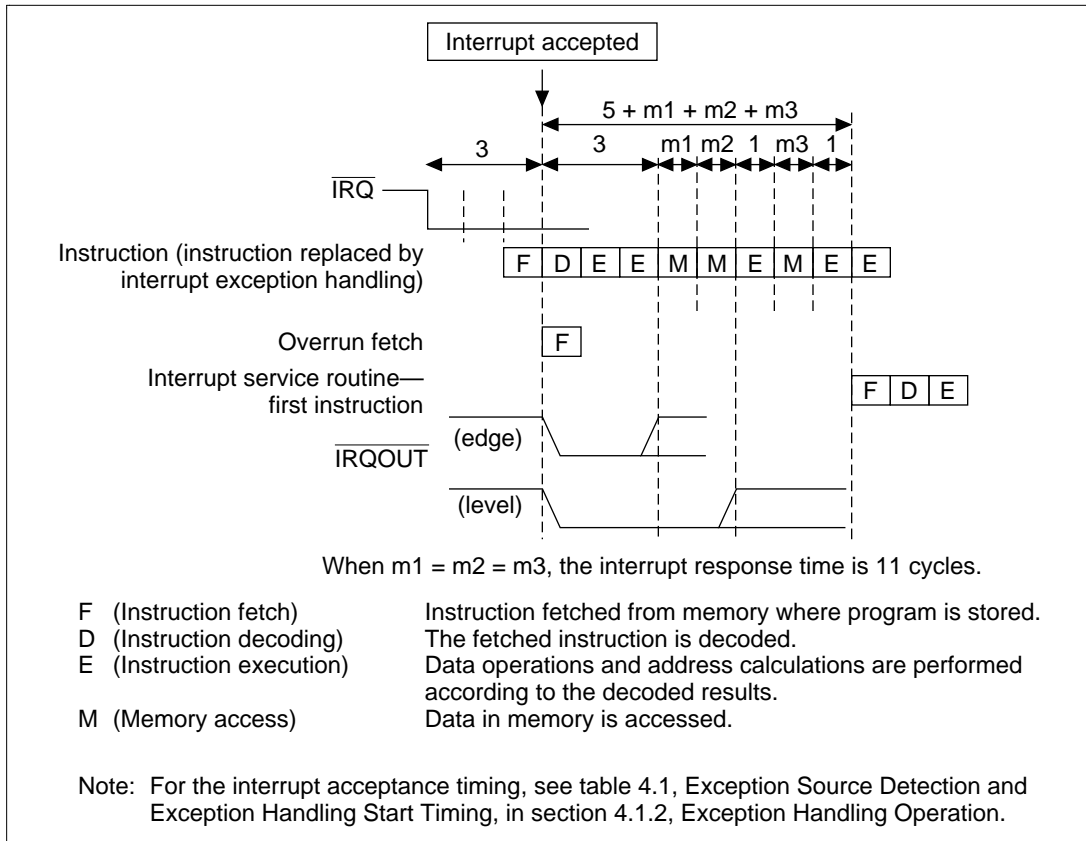 Interrupt accepted
5 + m1 + m2 + m3
3 3 m1 m2 1 m3 1
IRQ
Instruction (instruction replaced by
interrupt exception handling)
F D E E M M E M E E
Overrun fetch
F
Interrupt service routine—
first instruction
F D E
(edge)
IRQOUT
(level)
When m1 = m2 = m3, the interrupt response time is 11 cycles.
F (Instruction fetch) Instruction fetched from memory where program is stored.
D (Instruction decoding) The fetched instruction is decoded.
E (Instruction execution) Data operations and address calculations are performed
according to the decoded results.
M (Memory access) Data in memory is accessed.
Note: For the interrupt acceptance timing, see table 4.1, Exception Source Detection and
Exception Handling Start Timing, in section 4.1.2, Exception Handling Operation.